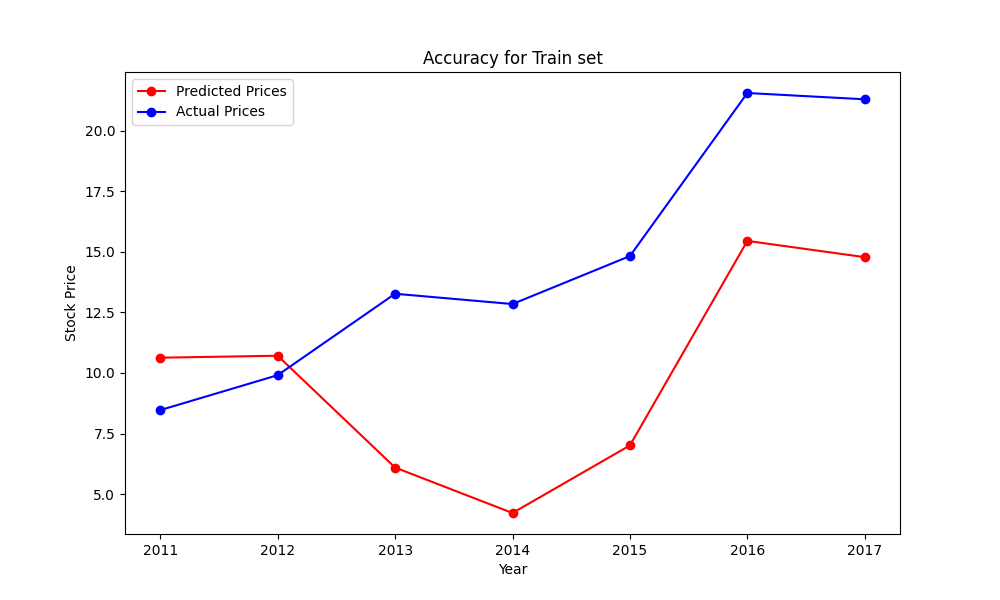 Accuracy for Train set
Predicted Prices
Actual Prices
20.0
17.5
15.0
12.5
10.0
7.5
5.0
Stock Price
2011 2012 2013 2014 2015 2016 2017
Year